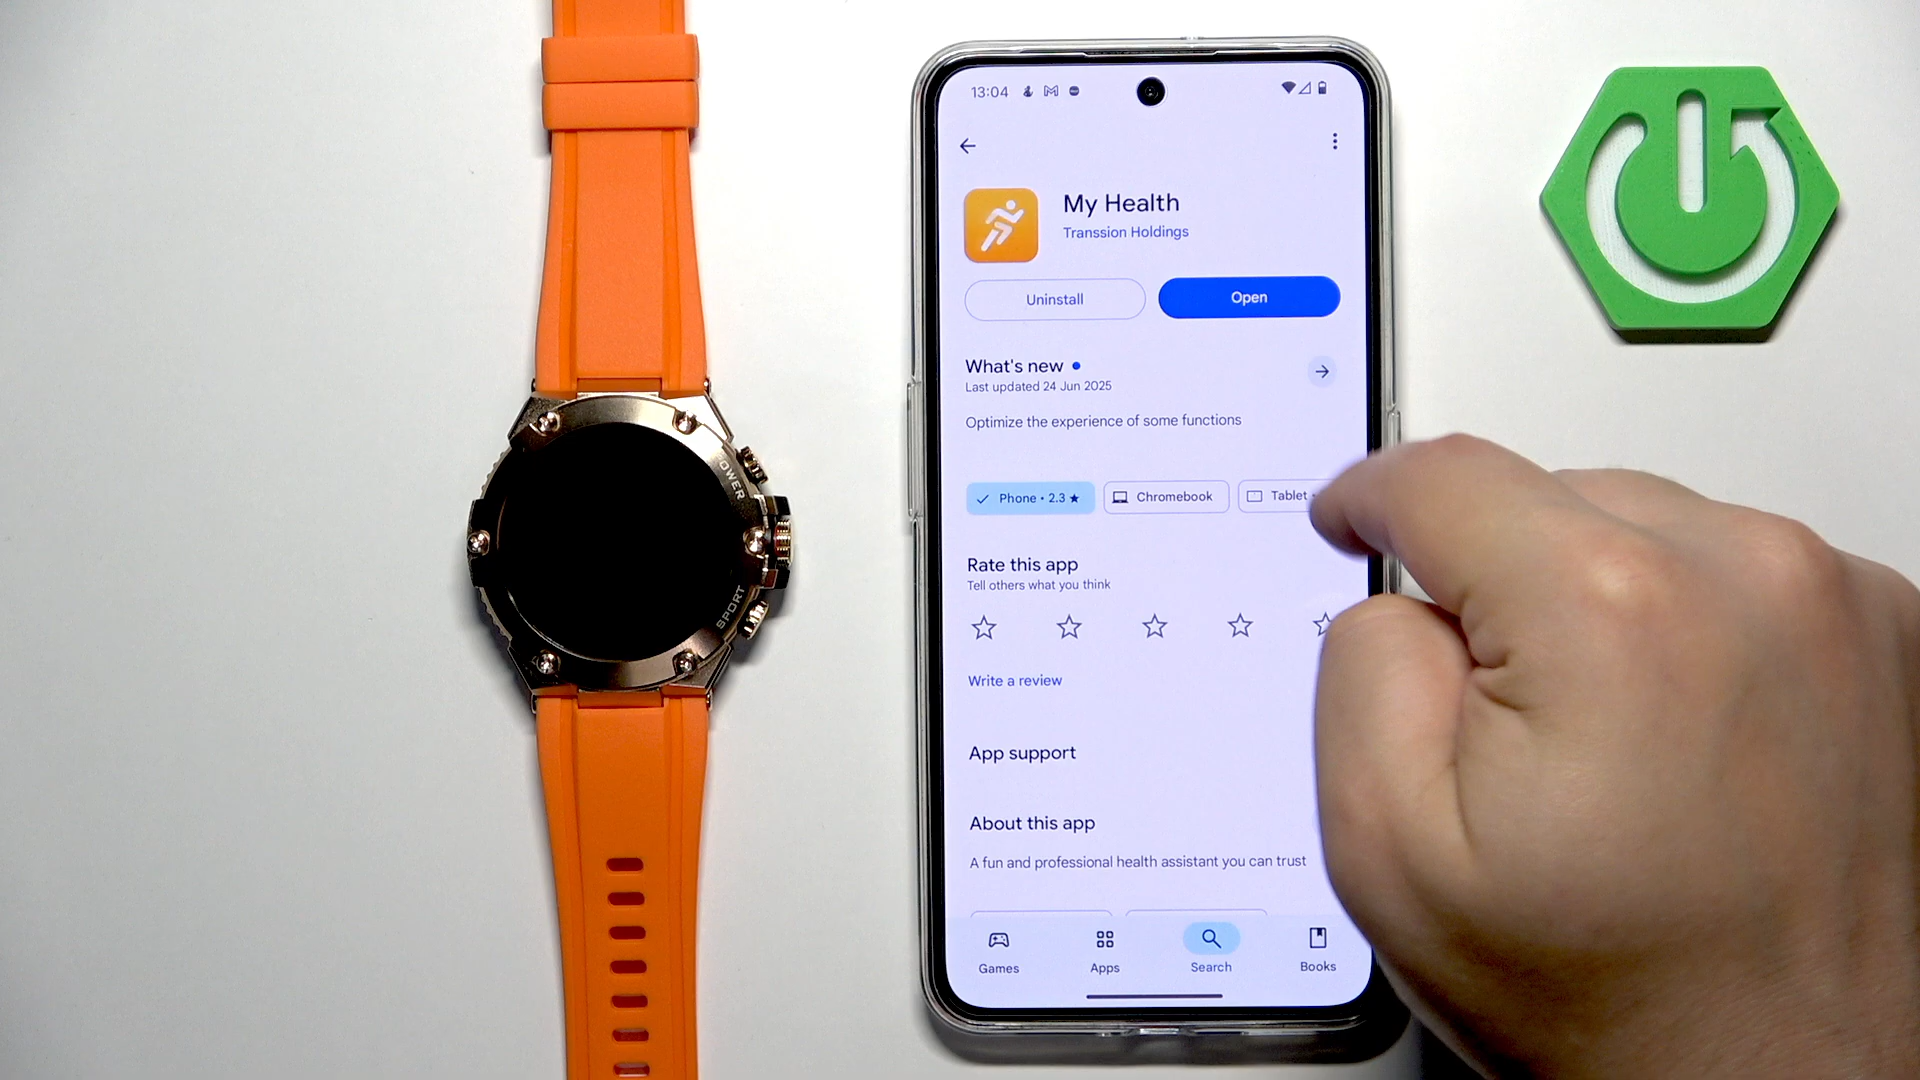 POWER
SPORT
13:04
My Health
Transsion Holdings
Uninstall
Open
What's new
Last updated 24 Jun 2025
Optimize the experience of some functions
Phone • 2.3 ★
Chromebook
Tablet
Rate this app
Tell others what you think
Write a review
App support
About this app
A fun and professional health assistant you can trust
Games
Apps
Search
Books